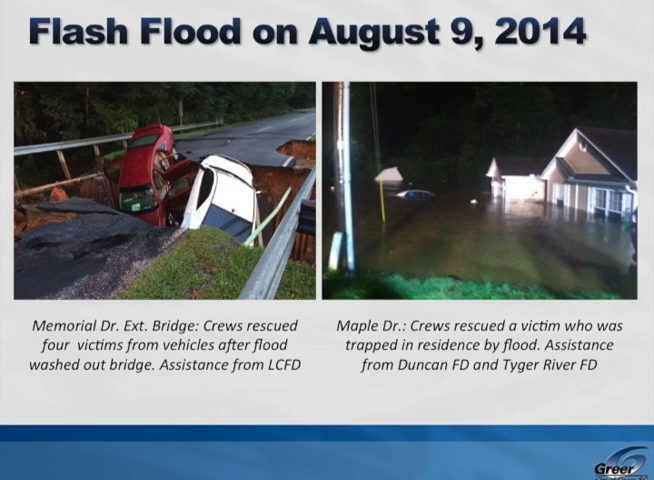 Flash Flood on August 9, 2014
Memorial Dr. Ext. Bridge: Crews rescued
four victims from vehicles after flood
washed out bridge. Assistance from LCFD
Maple Dr.: Crews rescued a victim who was
trapped in residence by flood. Assistance
from Duncan FD and Tyger River FD
Greer